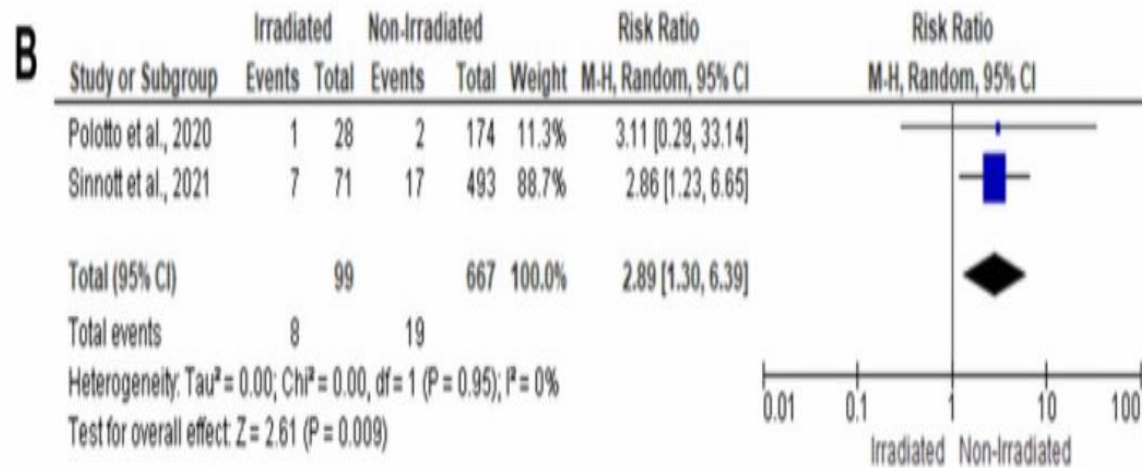 B
Irradiated Non-Irradiated Risk Ratio Risk Ratio
Study or Subgroup Events Total Events Total Weight M-H, Random, 95% CI M-H, Random, 95% CI
Polotto et al., 2020 1 28 2 174 11.3% 3.11 [0.29, 33.14]
Sinnott et al., 2021 7 71 17 493 88.7% 2.86 [1.23, 6.65]
Total (95% CI) 99 667 100.0% 2.89 [1.30, 6.39]
Total events 8 19
Heterogeneity: Tau² = 0.00; Chi² = 0.00, df = 1 (P = 0.95); I² = 0%
Test for overall effect: Z = 2.61 (P = 0.009)
0.01 0.1 1 10 100
Irradiated Non-Irradiated